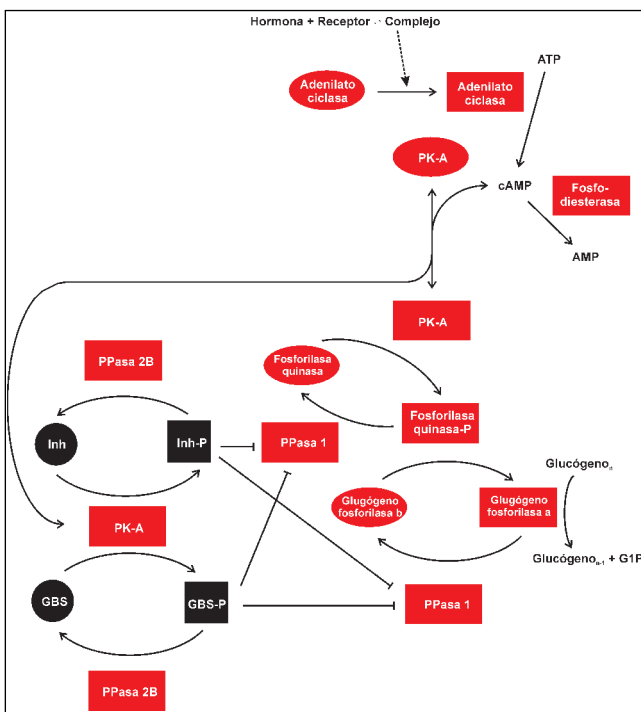 Hormona + Receptor -- Complejo
Adenilato
ciclasa
Adenilato
ciclasa
ATP
PK-A
cAMP
Fosfo-
diesterasa
AMP
PK-A
PPasa 2B
Fosforilasa
quinasa
Fosforilasa
quinasa-P
Inh
Inh-P
PPasa 1
Glucógenoₙ
Glugógeno
fosforilasa b
Glugógeno
fosforilasa a
Glucógenoₙ₋₁ + G1P
PK-A
GBS
GBS-P
PPasa 1
PPasa 2B